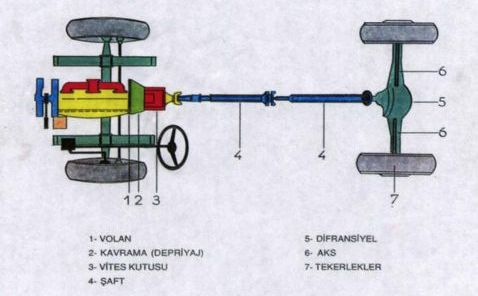 6
5
6
4
4
1 2 3
7
1- VOLAN
2- KAVRAMA (DEPRİYAJ)
3- VİTES KUTUSU
4- ŞAFT
5- DİFRANSİYEL
6- AKS
7- TEKERLEKLER